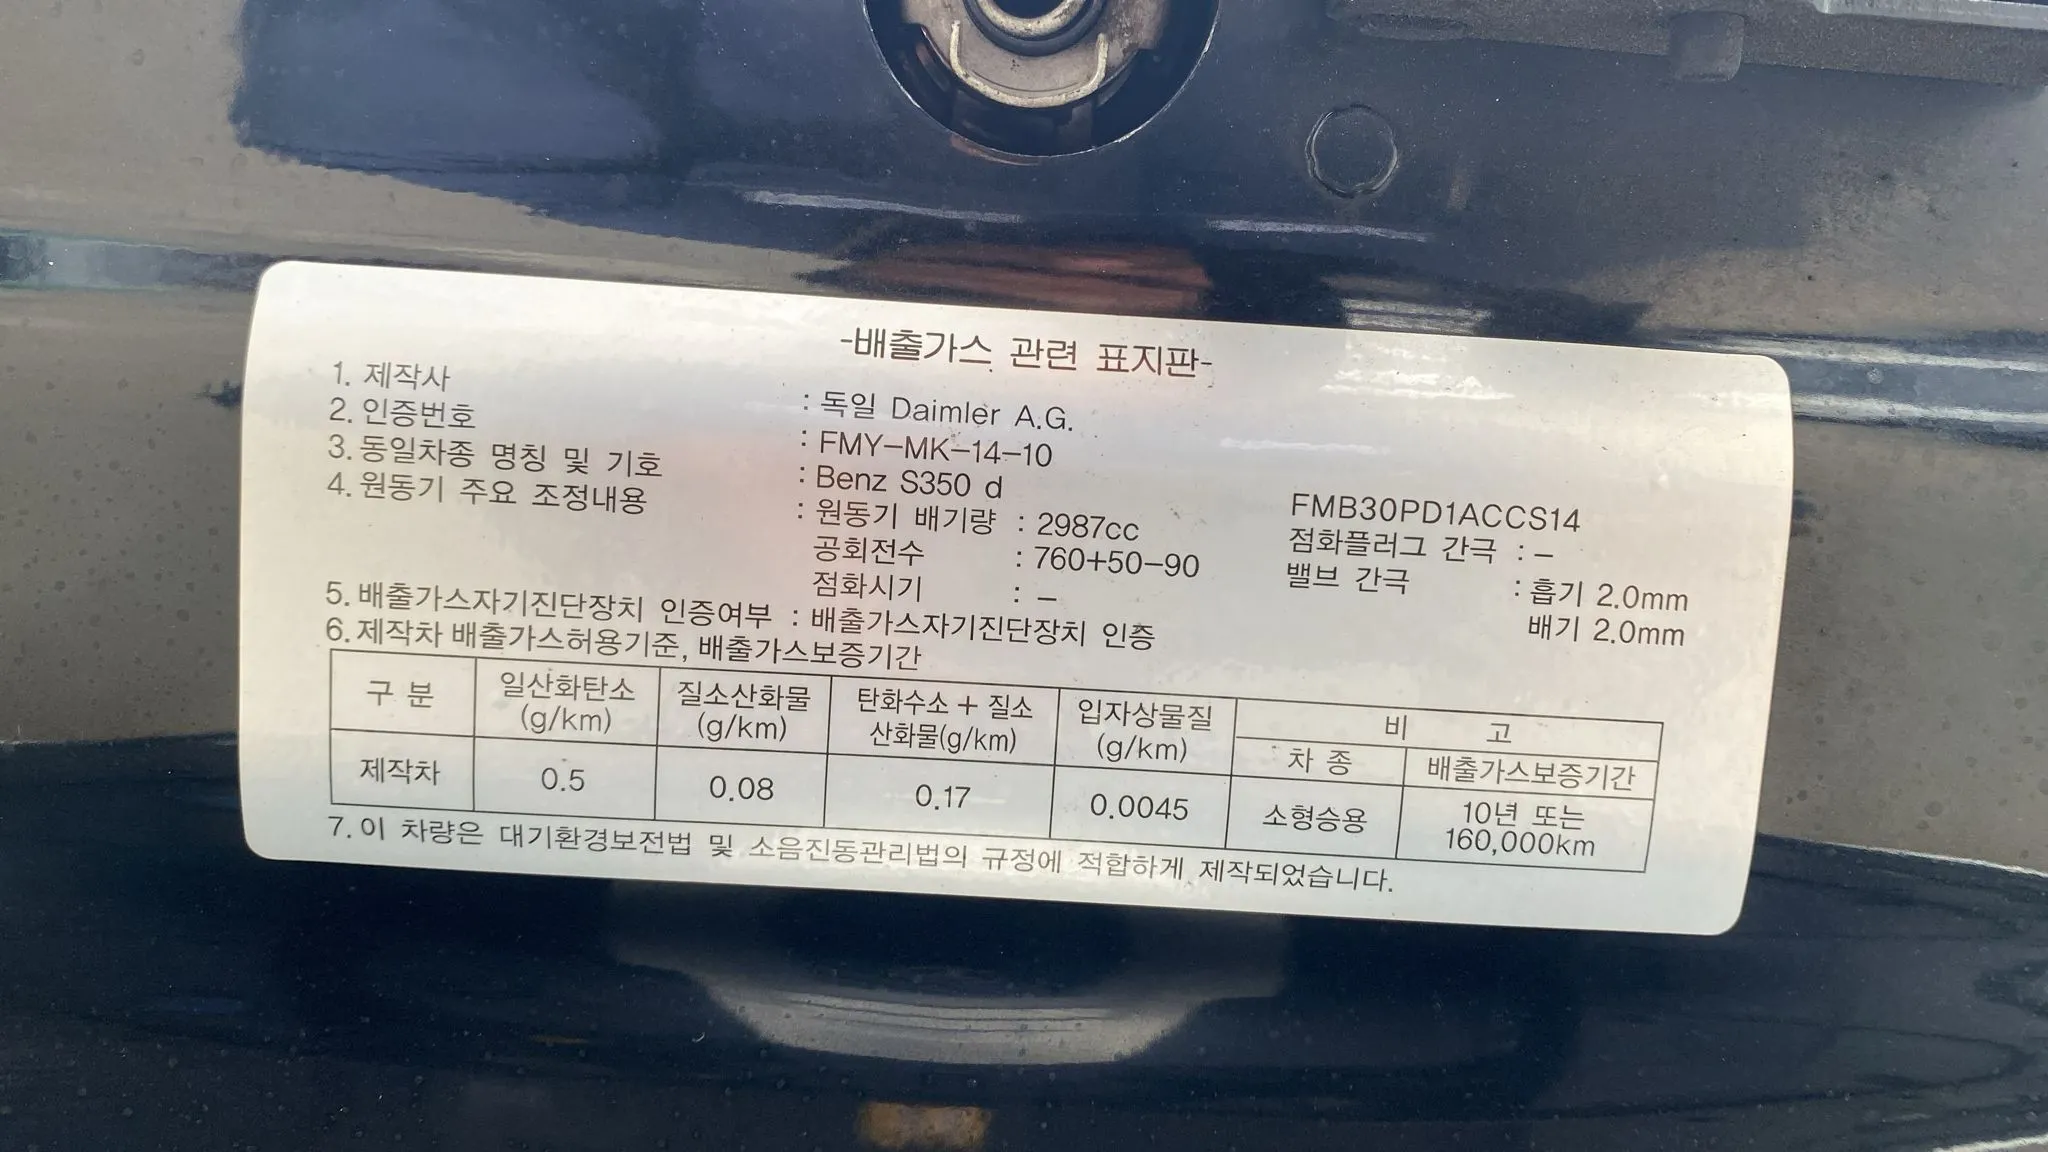 -배출가스 관련 표지판-
1. 제작사 : 독일 Daimler A.G.
2. 인증번호 : FMY-MK-14-10
3. 동일차종 명칭 및 기호 : Benz S350 d FMB30PD1ACCS14
4. 원동기 주요 조정내용 : 원동기 배기량 : 2987cc 점화플러그 간극 : -
공회전수 : 760+50-90 밸브 간극 : 흡기 2.0mm
점화시기 : - 배기 2.0mm
5. 배출가스자기진단장치 인증여부 : 배출가스자기진단장치 인증
6. 제작차 배출가스허용기준, 배출가스보증기간
구 분 일산화탄소 (g/km) 질소산화물 (g/km) 탄화수소 + 질소 산화물(g/km) 입자상물질 (g/km) 비 고
차 종 배출가스보증기간
제작차 0.5 0.08 0.17 0.0045 소형승용 10년 또는 160,000km
7. 이 차량은 대기환경보전법 및 소음진동관리법의 규정에 적합하게 제작되었습니다.